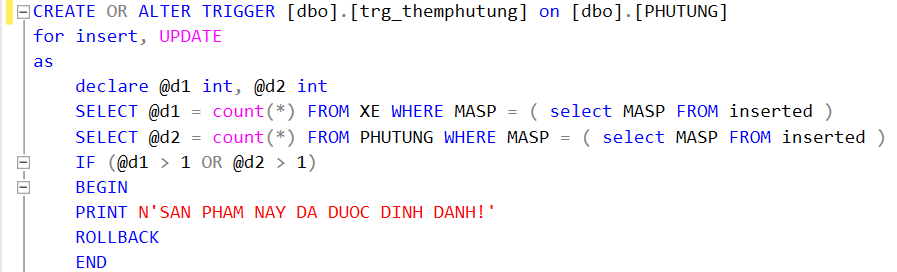 CREATE OR ALTER TRIGGER [dbo].[trg_themphutung] on [dbo].[PHUTUNG]
for insert, UPDATE
as
    declare @d1 int, @d2 int
    SELECT @d1 = count(*) FROM XE WHERE MASP = ( select MASP FROM inserted )
    SELECT @d2 = count(*) FROM PHUTUNG WHERE MASP = ( select MASP FROM inserted )
    IF (@d1 > 1 OR @d2 > 1)
    BEGIN
    PRINT N'SAN PHAM NAY DA DUOC DINH DANH!'
    ROLLBACK
    END